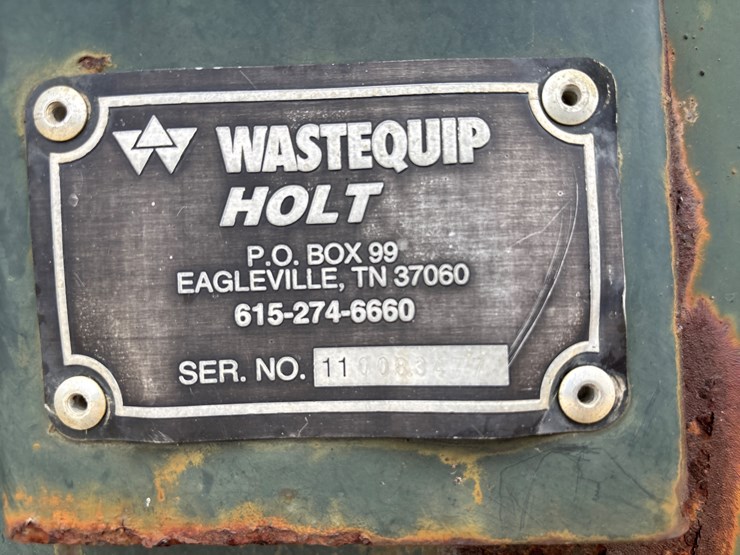 WASTEQUIP
HOLT
P.O. BOX 99
EAGLEVILLE, TN 37060
615-274-6660
SER. NO.